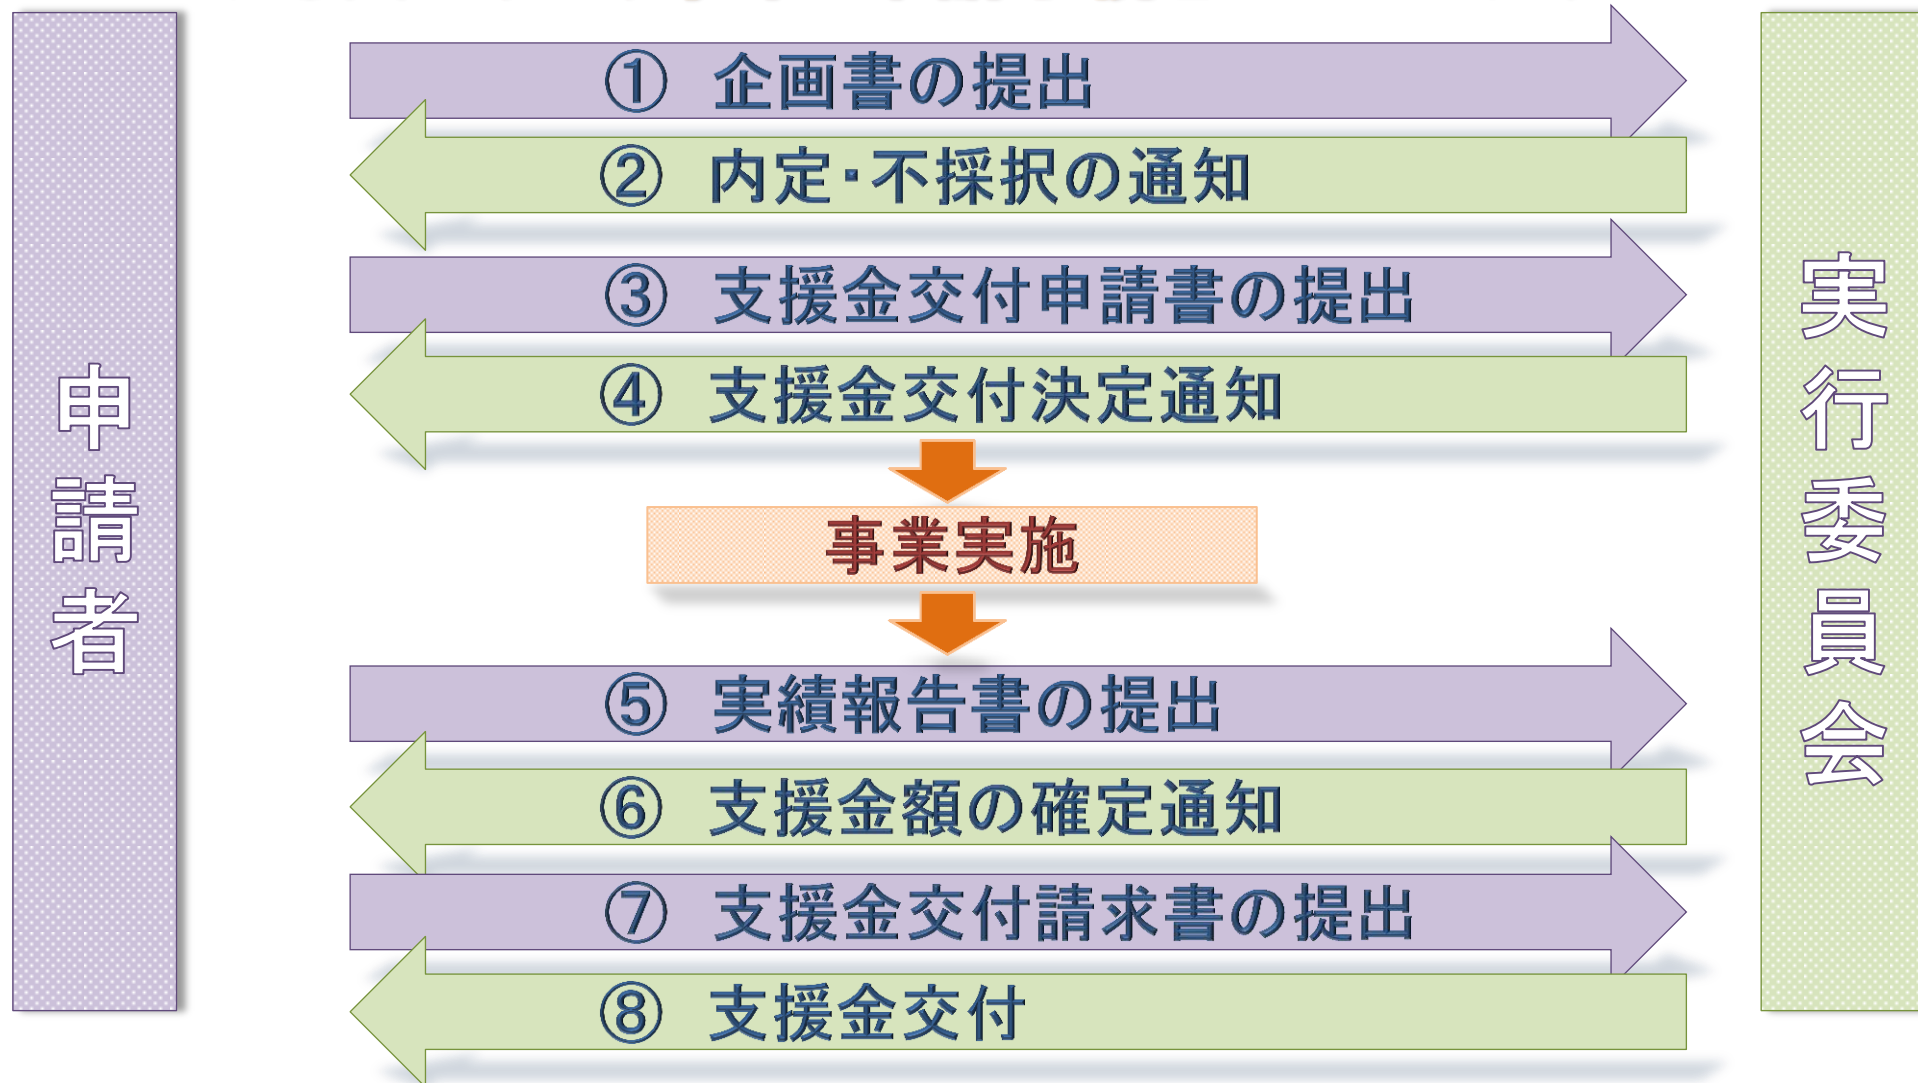 ① 企画書の提出
② 内定・不採択の通知
③ 支援金交付申請書の提出
④ 支援金交付決定通知
事業実施
⑤ 実績報告書の提出
⑥ 支援金額の確定通知
⑦ 支援金交付請求書の提出
⑧ 支援金交付
申請者
実行委員会